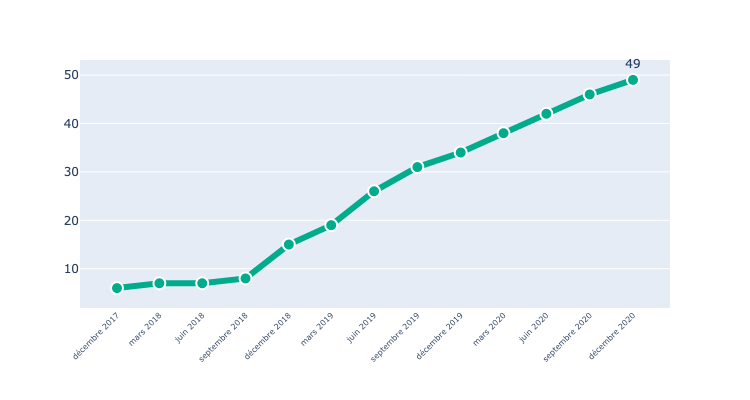 49
50
40
30
20
10
décembre 2017
mars 2018
juin 2018
septembre 2018
décembre 2018
mars 2019
juin 2019
septembre 2019
décembre 2019
mars 2020
juin 2020
septembre 2020
décembre 2020